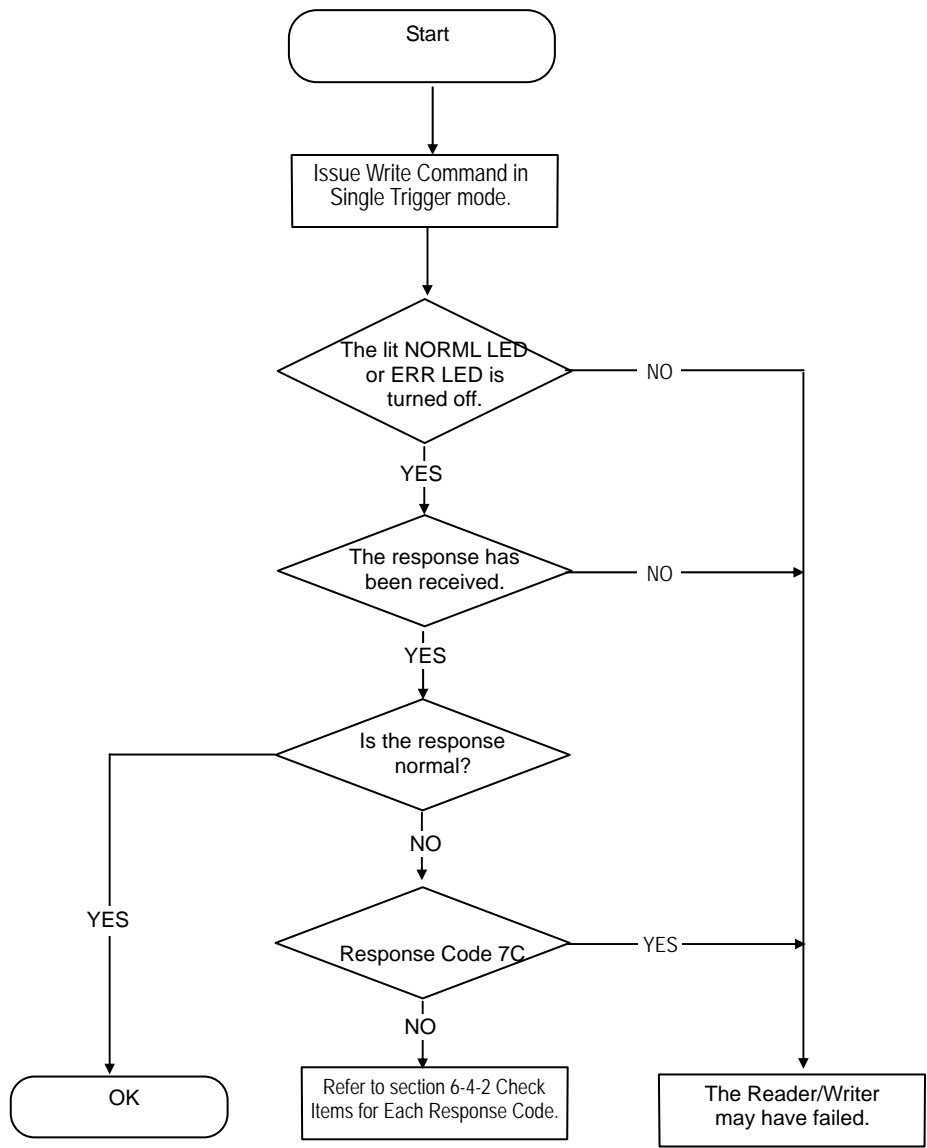 Start
Issue Write Command in
Single Trigger mode.
The lit NORML LED
or ERR LED is
turned off.
NO
YES
The response has
been received.
NO
YES
Is the response
normal?
NO
YES
Response Code 7C
YES
NO
OK
Refer to section 6-4-2 Check
Items for Each Response Code.
The Reader/Writer
may have failed.